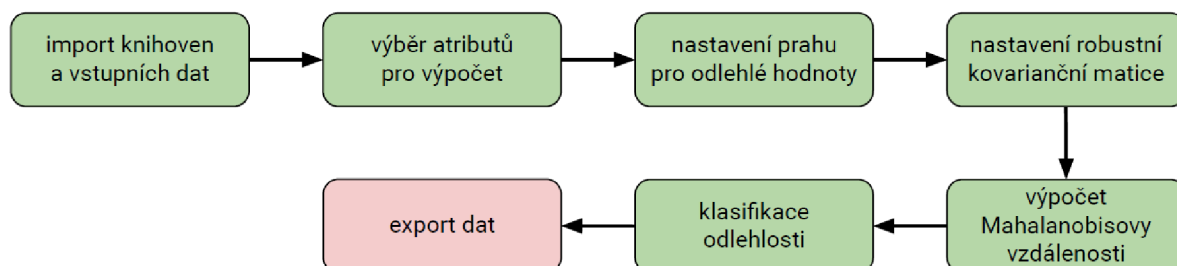 import knihoven
a vstupních dat
výběr atributů
pro výpočet
nastavení prahu
pro odlehlé hodnoty
nastavení robustní
kovarianční matice
výpočet
Mahalanobisovy
vzdálenosti
klasifikace
odlehlosti
export dat